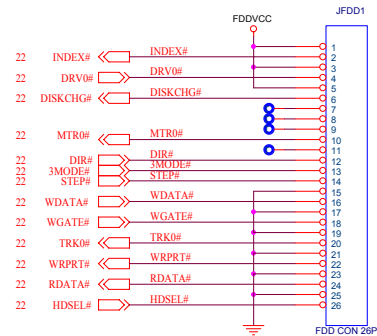 JFDD1
FDDVCC
1
22 INDEX# INDEX# 2
3
22 DRV0# DRV0# 4
5
22 DISKCHG# DISKCHG# 6
7
8
9
22 MTR0# MTR0# 10
11
22 DIR# DIR# 12
22 3MODE# 3MODE# 13
22 STEP# STEP# 14
15
22 WDATA# WDATA# 16
17
22 WGATE# WGATE# 18
19
22 TRK0# TRK0# 20
21
22 WRPRT# WRPRT# 22
23
22 RDATA# RDATA# 24
25
22 HDSEL# HDSEL# 26
FDD CON 26P